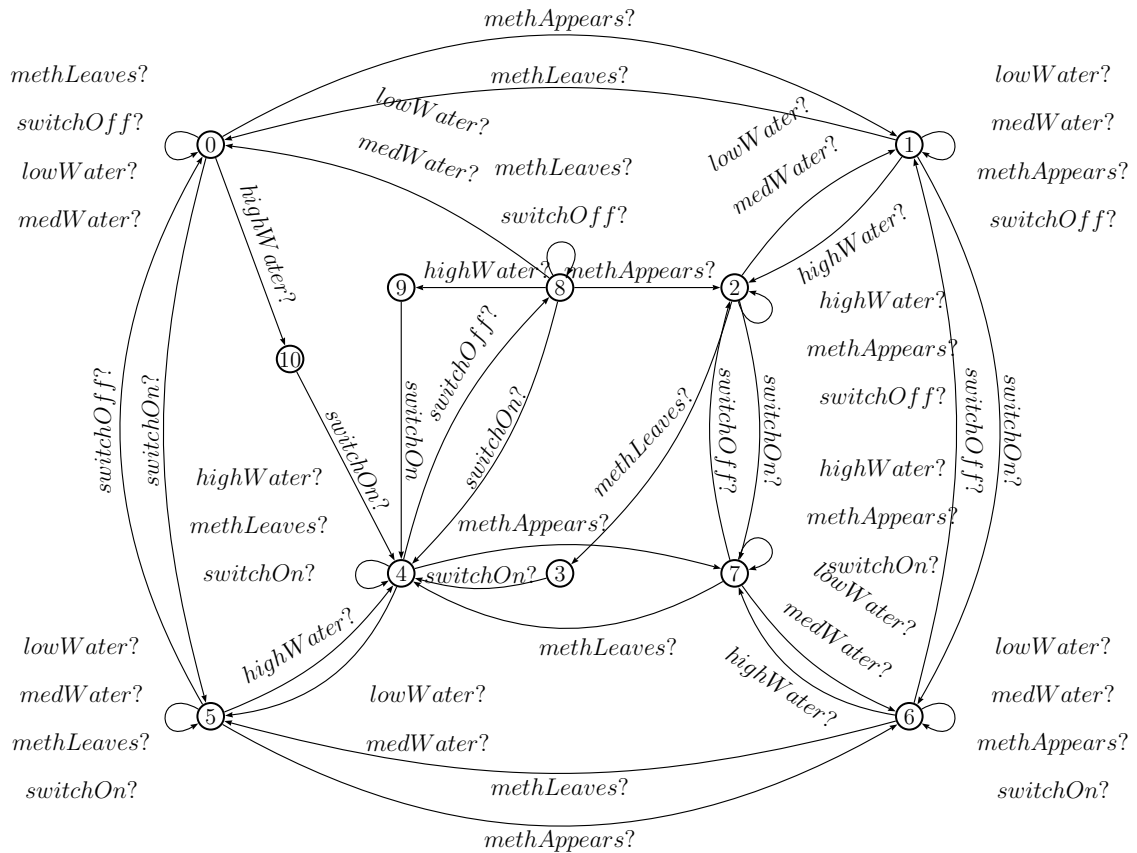 methAppears?
methLeaves?
methLeaves?
lowWater?
lowWater?
lowWater?
switchOff?
medWater?
medWater?
medWater?
0
1
methLeaves?
lowWater?
methAppears?
medWater?
switchOff?
switchOff?
highWater?
highWater?
highWater?
methAppears?
9
8
2
highWater?
methAppears?
switchOff?
10
switchOff?
switchOn?
switchOn
switchOff?
switchOn?
methLeaves?
switchOff?
switchOn?
switchOff?
switchOn?
switchOn?
highWater?
methLeaves?
switchOn?
highWater?
methAppears?
switchOn?
methAppears?
4
switchOn?
3
7
lowWater?
medWater?
highWater?
highWater?
methLeaves?
lowWater?
medWater?
methLeaves?
switchOn?
5
lowWater?
medWater?
6
lowWater?
medWater?
methAppears?
switchOn?
methLeaves?
methAppears?